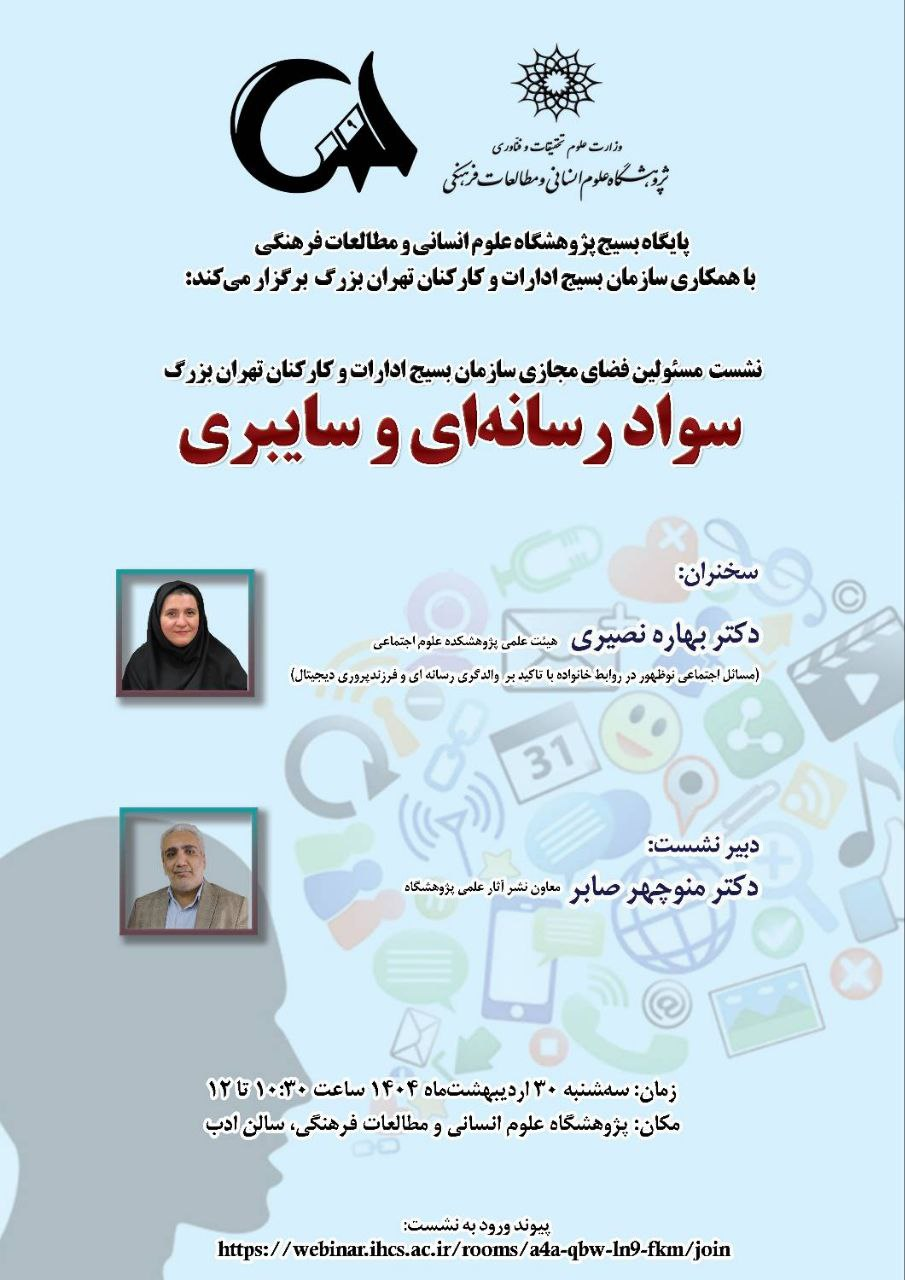 وزارت علوم تحقیقات و فناوری
پژوهشگاه علوم انسانی و مطالعات فرهنگی
پایگاه بسیج پژوهشگاه علوم انسانی و مطالعات فرهنگی
با همکاری سازمان بسیج ادارات و کارکنان تهران بزرگ برگزار می‌کند:
نشست مسئولین فضای مجازی سازمان بسیج ادارات و کارکنان تهران بزرگ
سواد رسانه‌ای و سایبری
سخنران:
دکتر بهاره نصیری هیئت علمی پژوهشکده علوم اجتماعی
(مسائل اجتماعی نوظهور در روابط خانواده با تاکید بر والدگری رسانه ای و فرزندپروری دیجیتال)
31
©
دبیر نشست:
دکتر منوچهر صابر معاون نشر آثار علمی پژوهشگاه
@
زمان: سه‌شنبه ۳۰ اردیبهشت‌ماه ۱۴۰۴ ساعت ۱۰:۳۰ تا ۱۲
مکان: پژوهشگاه علوم انسانی و مطالعات فرهنگی، سالن ادب
پیوند ورود به نشست:
https://webinar.ihcs.ac.ir/rooms/a4a-qbw-ln9-fkm/join